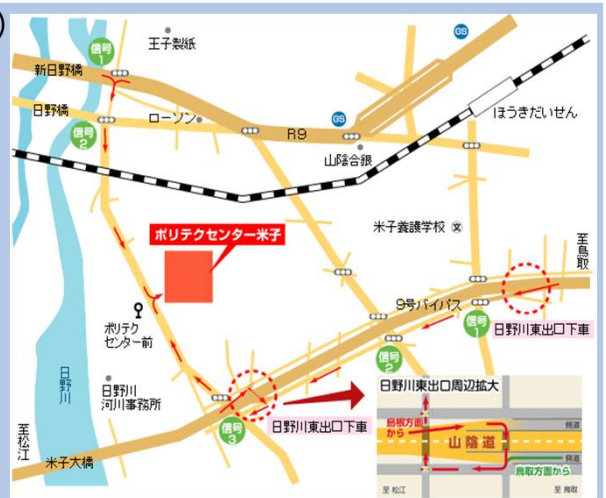 )
王子製紙
GS
信号
1
新日野橋
日野橋
ローソン
信号
2
GS
R9
山陰合銀
ほうきだいせん
ポリテクセンター米子
米子養護学校 文
至鳥取
9号バイパス
信号
1
日野川東出口下車
信号
2
ポリテク
センター前
日野川
日野川
河川事務所
至松江
信号
3
日野川東出口下車
米子大橋
日野川東出口周辺拡大
島根方面
から
山陰道
側道
側道
鳥取方面から
至 松江
至 鳥取